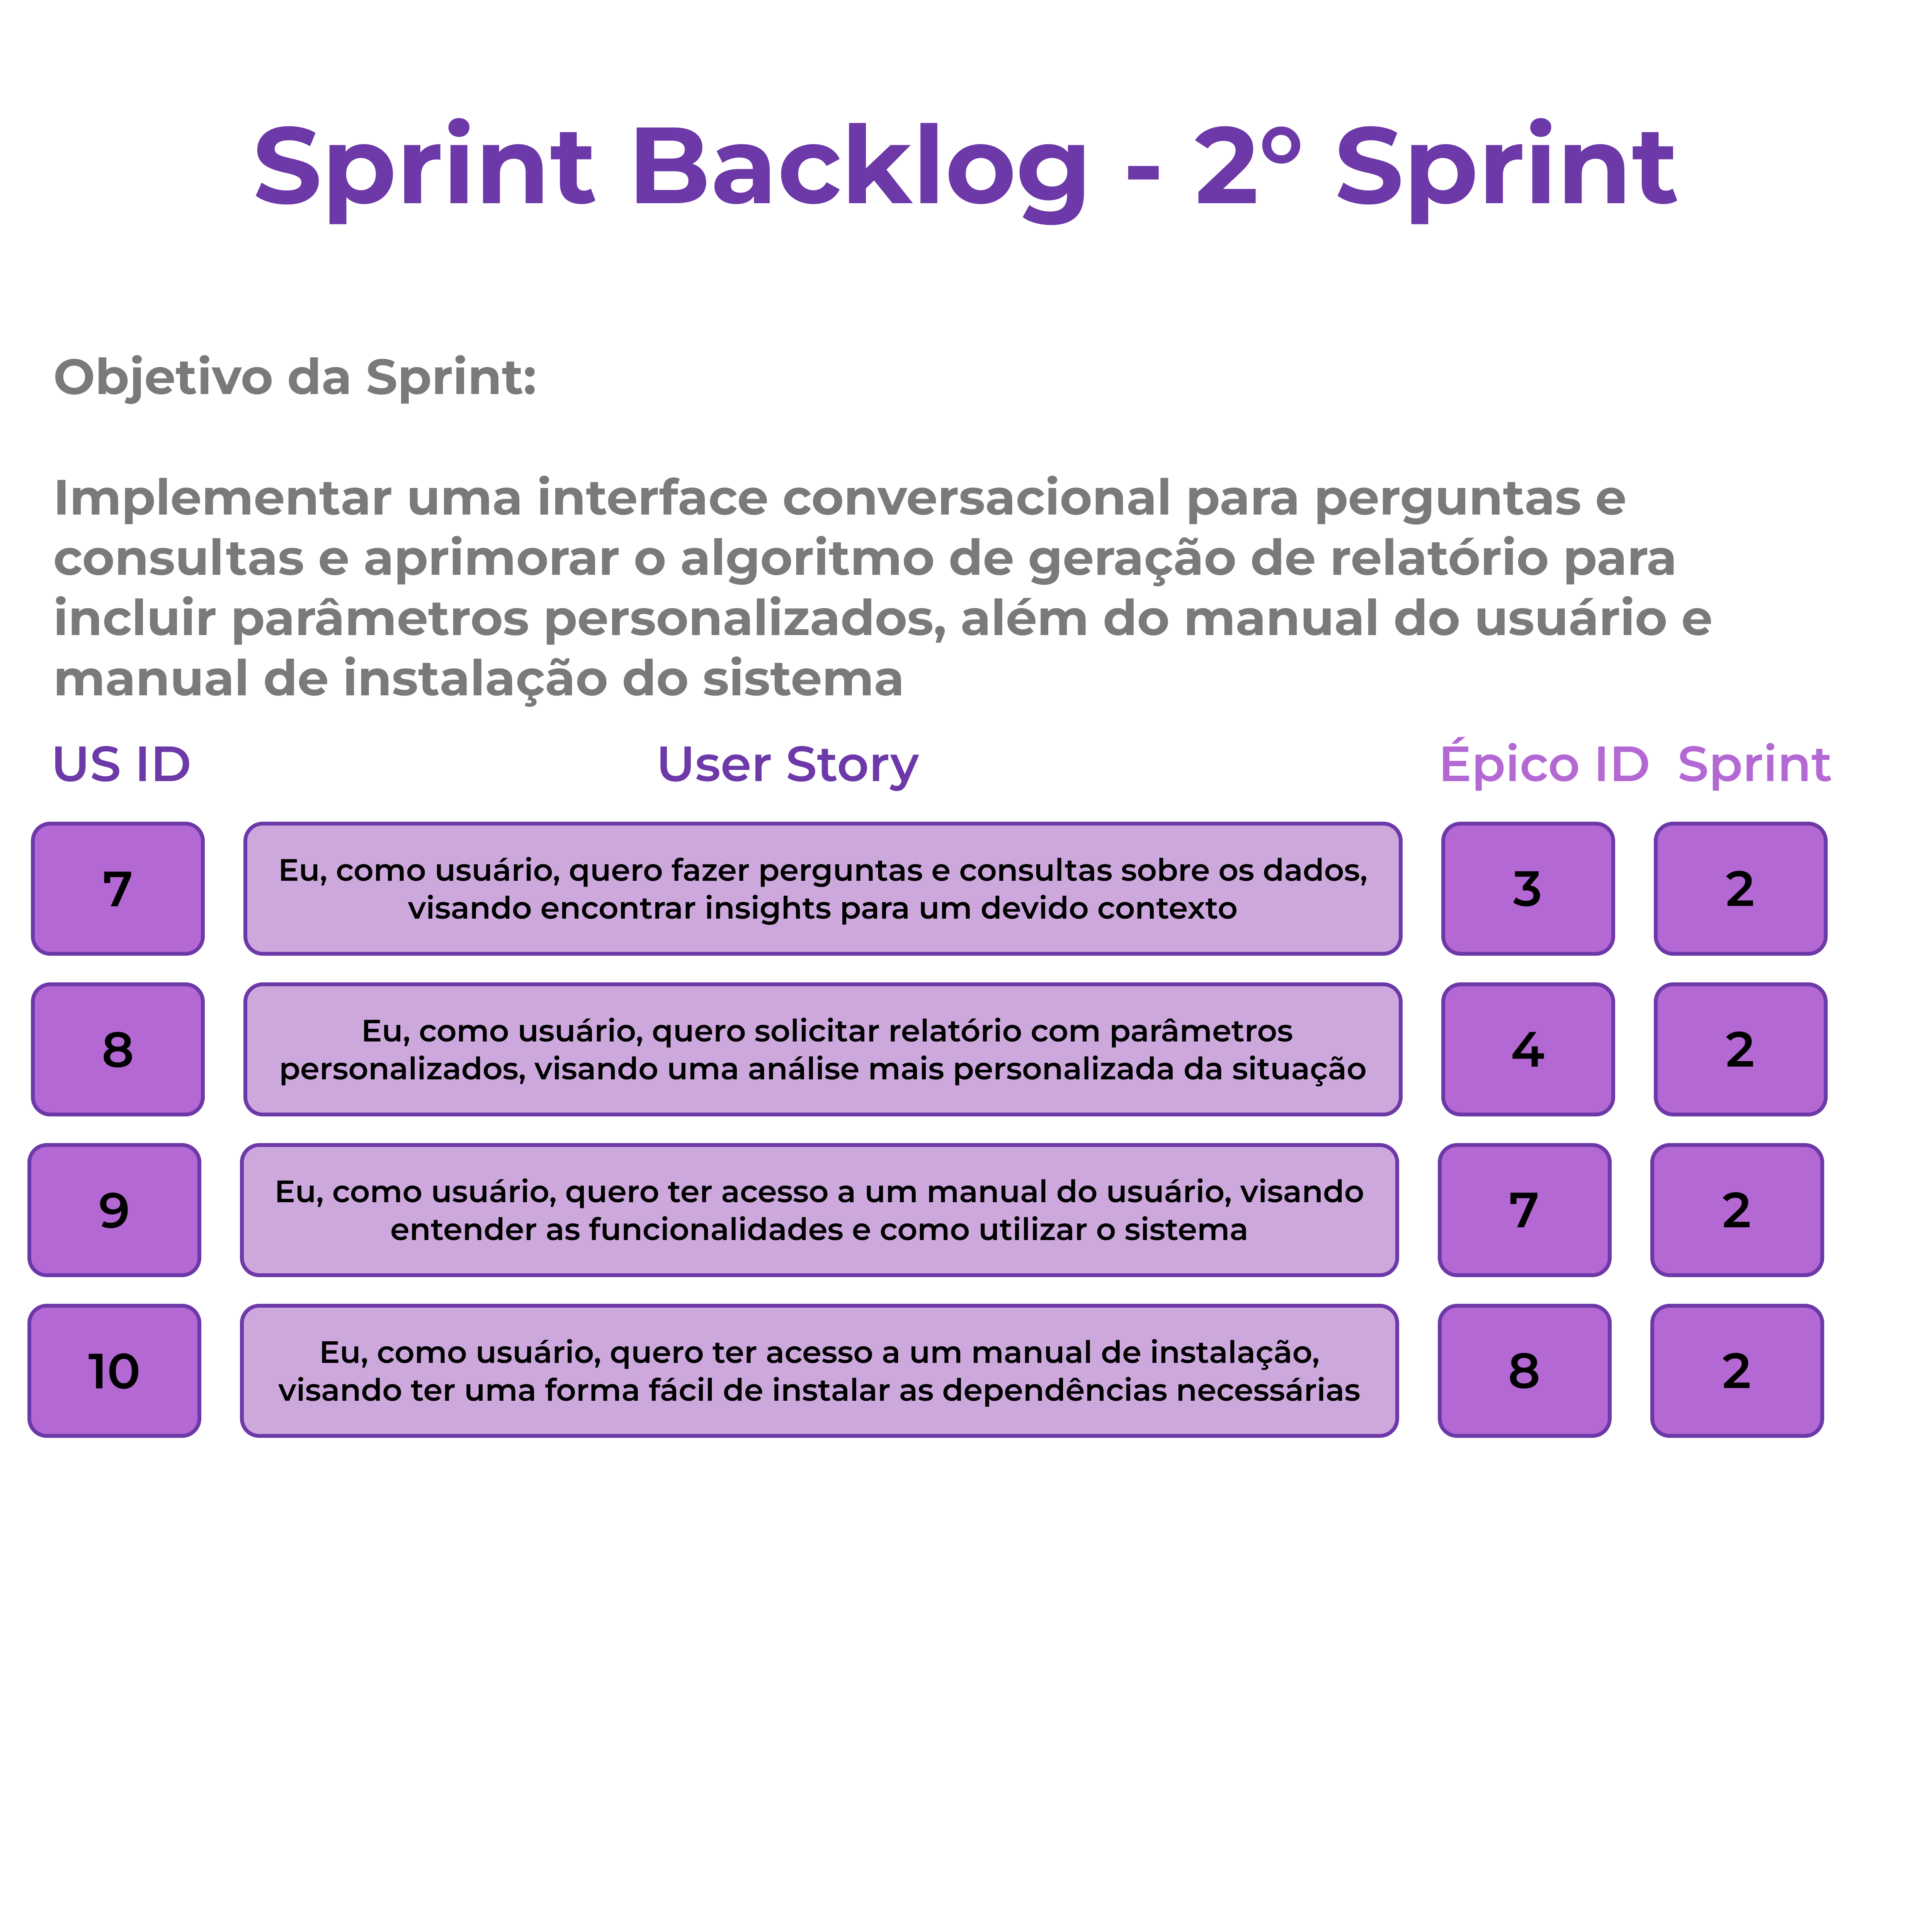 Sprint Backlog - 2° Sprint
Objetivo da Sprint:
Implementar uma interface conversacional para perguntas e
consultas e aprimorar o algoritmo de geração de relatório para
incluir parâmetros personalizados, além do manual do usuário e
manual de instalação do sistema
US ID User Story Épico ID Sprint
7 Eu, como usuário, quero fazer perguntas e consultas sobre os dados, 3 2
visando encontrar insights para um devido contexto
8 Eu, como usuário, quero solicitar relatório com parâmetros 4 2
personalizados, visando uma análise mais personalizada da situação
9 Eu, como usuário, quero ter acesso a um manual do usuário, visando 7 2
entender as funcionalidades e como utilizar o sistema
10 Eu, como usuário, quero ter acesso a um manual de instalação, 8 2
visando ter uma forma fácil de instalar as dependências necessárias